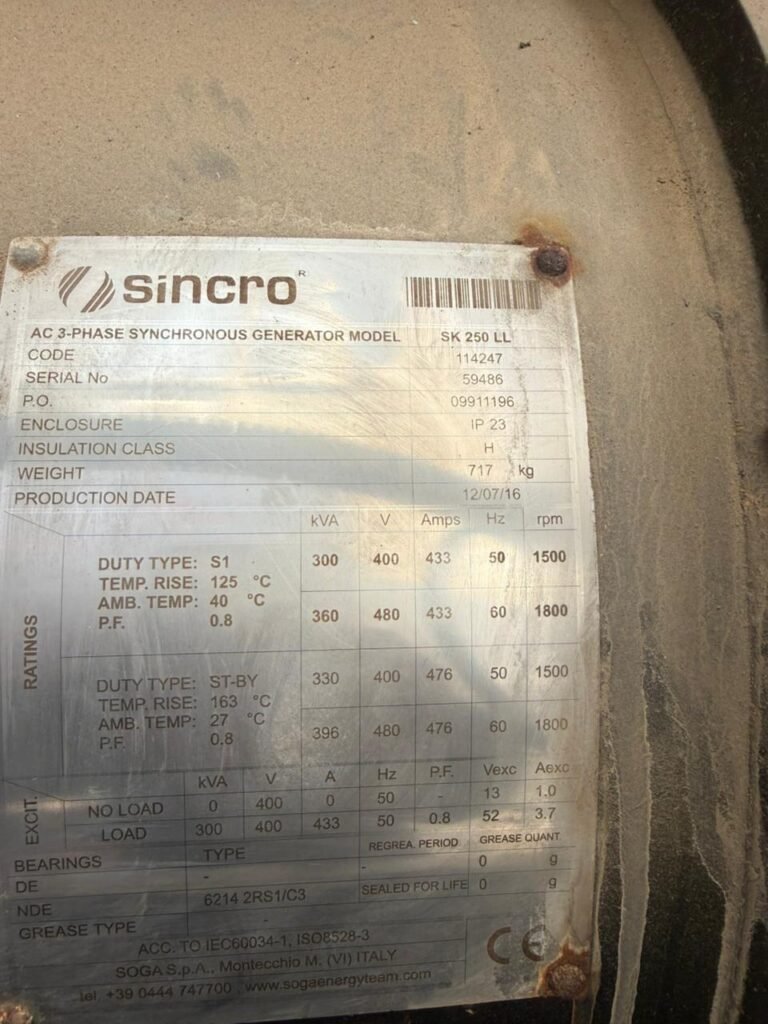 sincro R
AC 3-PHASE SYNCHRONOUS GENERATOR MODEL SK 250 LL
CODE 114247
SERIAL No 59486
P.O. 09911196
ENCLOSURE IP 23
INSULATION CLASS H
WEIGHT 717 kg
PRODUCTION DATE 12/07/16
kVA V Amps Hz rpm
RATINGS
DUTY TYPE: S1 300 400 433 50 1500
TEMP. RISE: 125 °C
AMB. TEMP: 40 °C 360 480 433 60 1800
P.F. 0.8
DUTY TYPE: ST-BY 330 400 476 50 1500
TEMP. RISE: 163 °C
AMB. TEMP: 27 °C 396 480 476 60 1800
P.F. 0.8
EXCIT.
kVA V A Hz P.F. Vexc Aexc
NO LOAD 0 400 0 50 - 13 1.0
LOAD 300 400 433 50 0.8 52 3.7
BEARINGS TYPE REGREA. PERIOD GREASE QUANT.
DE - - 0 g
NDE 6214 2RS1/C3 SEALED FOR LIFE 0 g
GREASE TYPE -
ACC. TO IEC60034-1, ISO8528-3
SOGA S.p.A., Montecchio M. (VI) ITALY
tel. +39 0444 747700 www.sogaenergyteam.com
CE